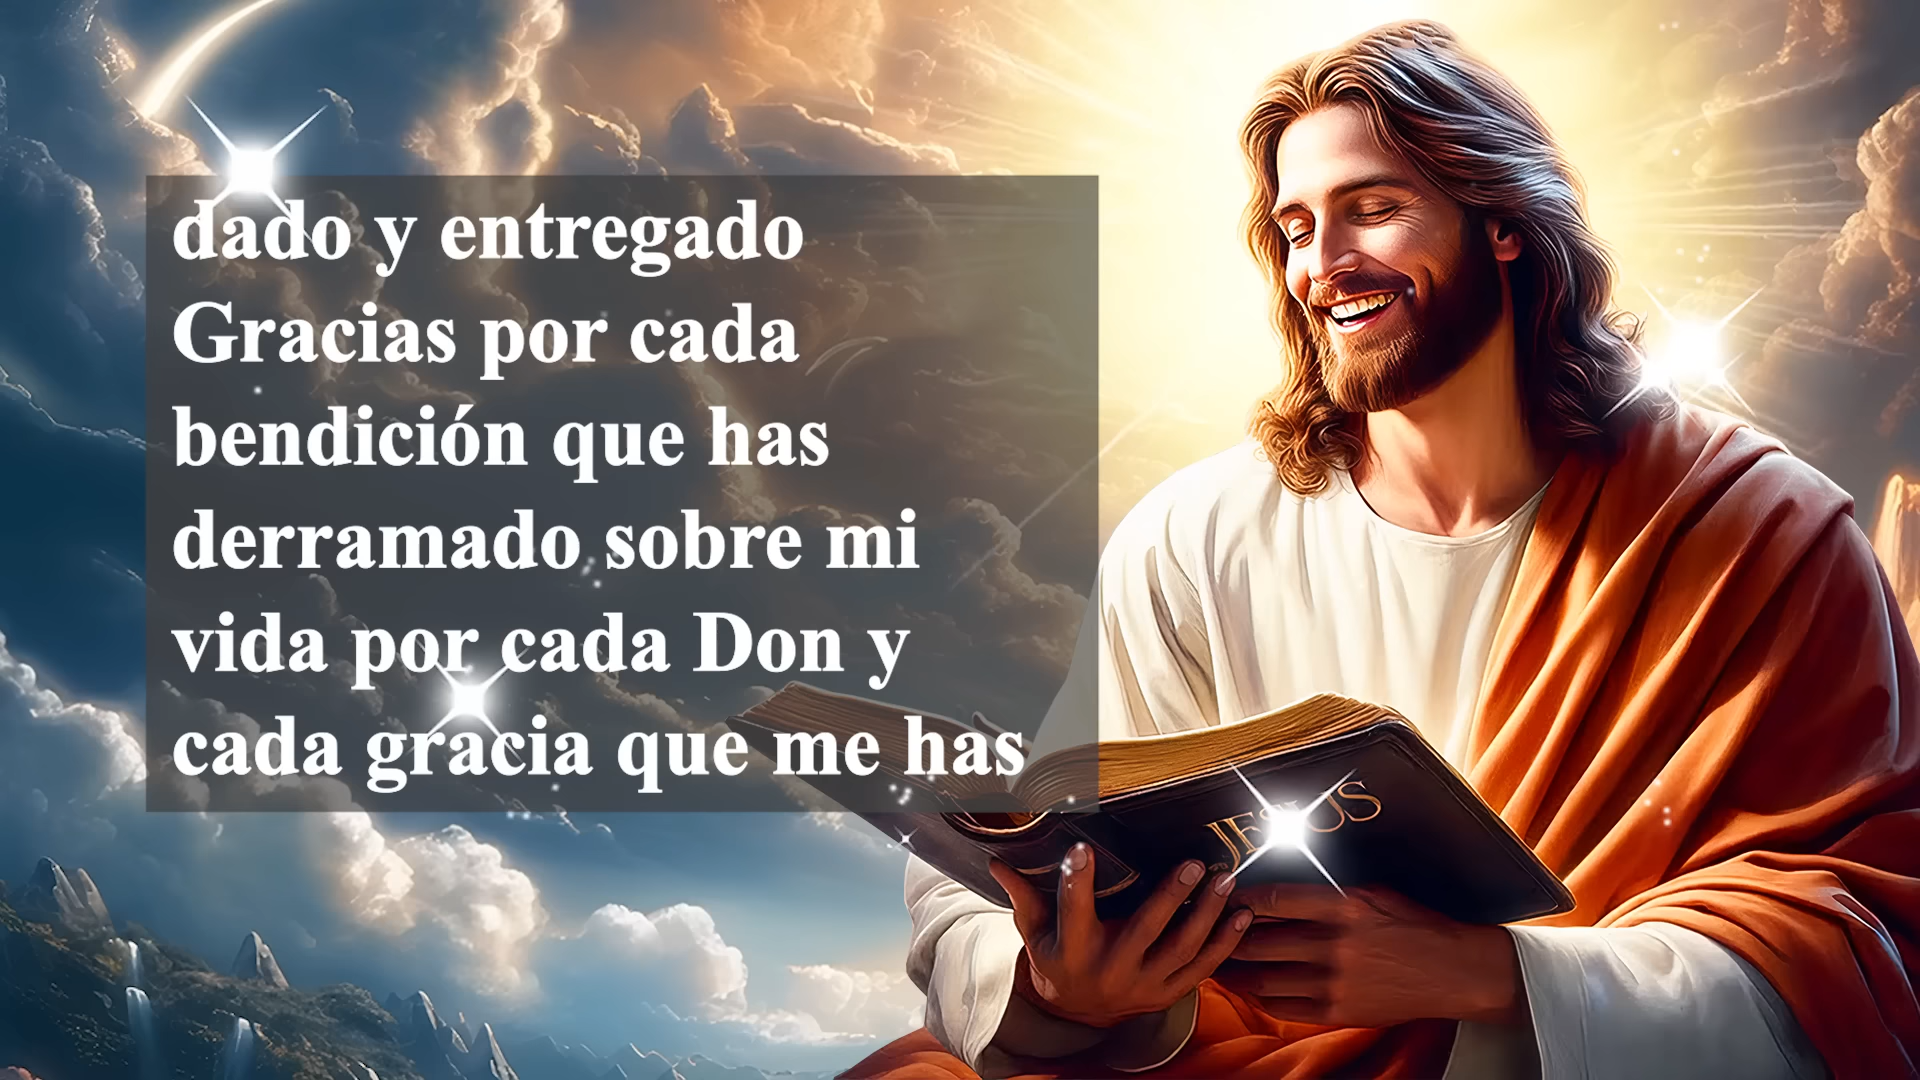 dado y entregado
Gracias por cada
bendición que has
derramado sobre mi
vida por cada Don y
cada gracia que me has
JESUS